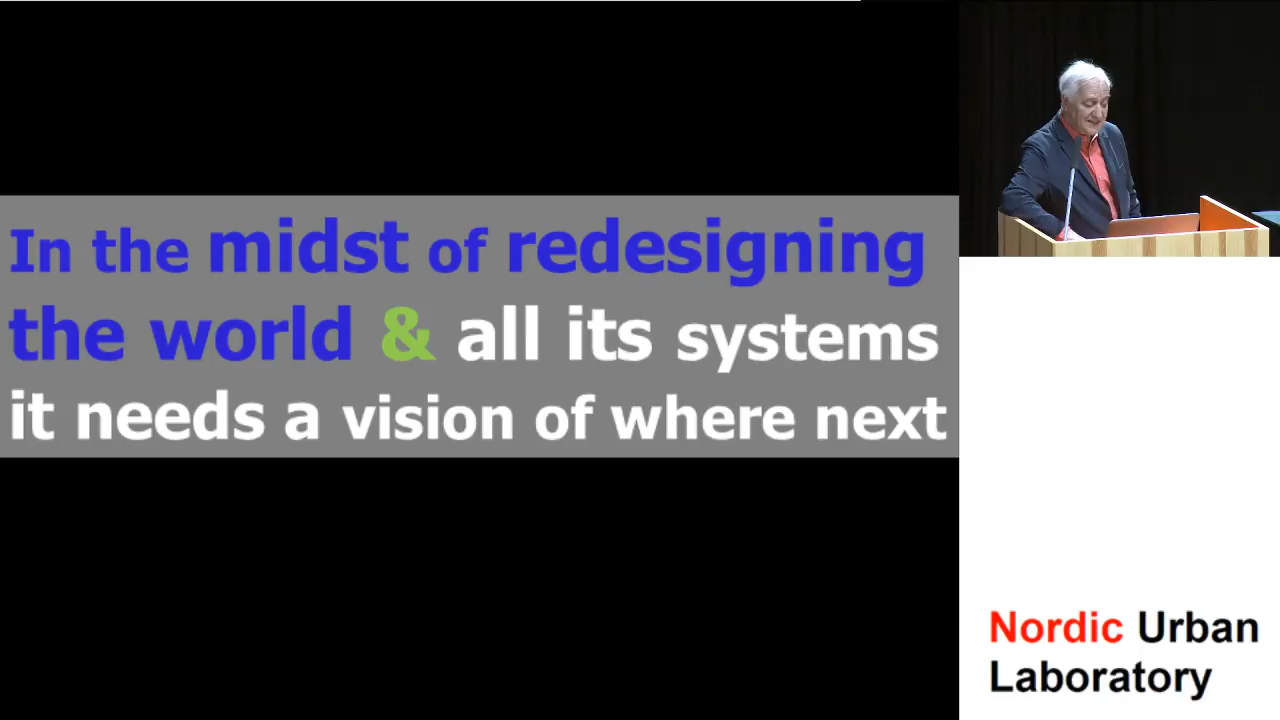 In the midst of redesigning
the world & all its systems
it needs a vision of where next
Nordic Urban
Laboratory